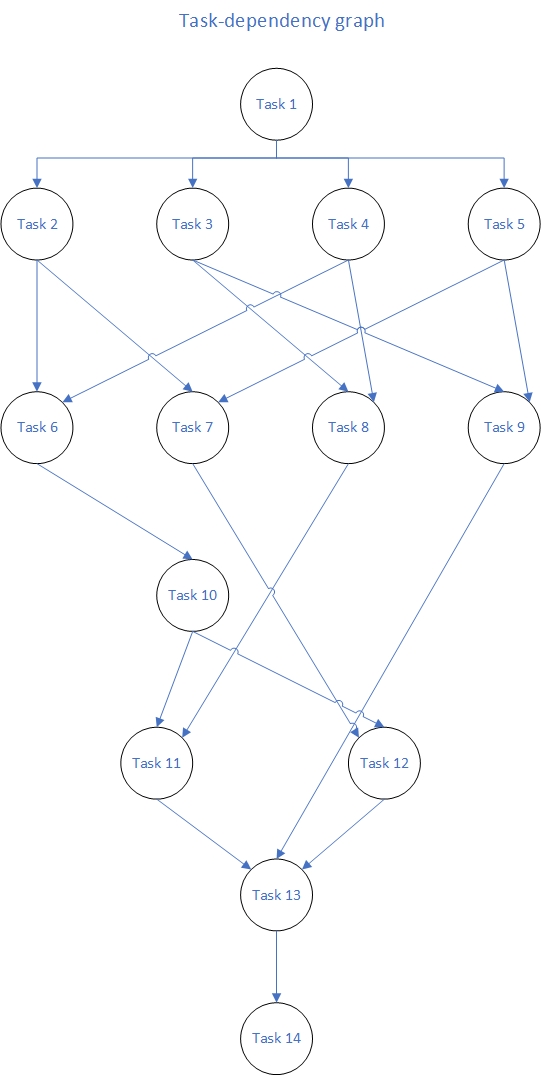 Task-dependency graph
Task 1
Task 2
Task 3
Task 4
Task 5
Task 6
Task 7
Task 8
Task 9
Task 10
Task 11
Task 12
Task 13
Task 14